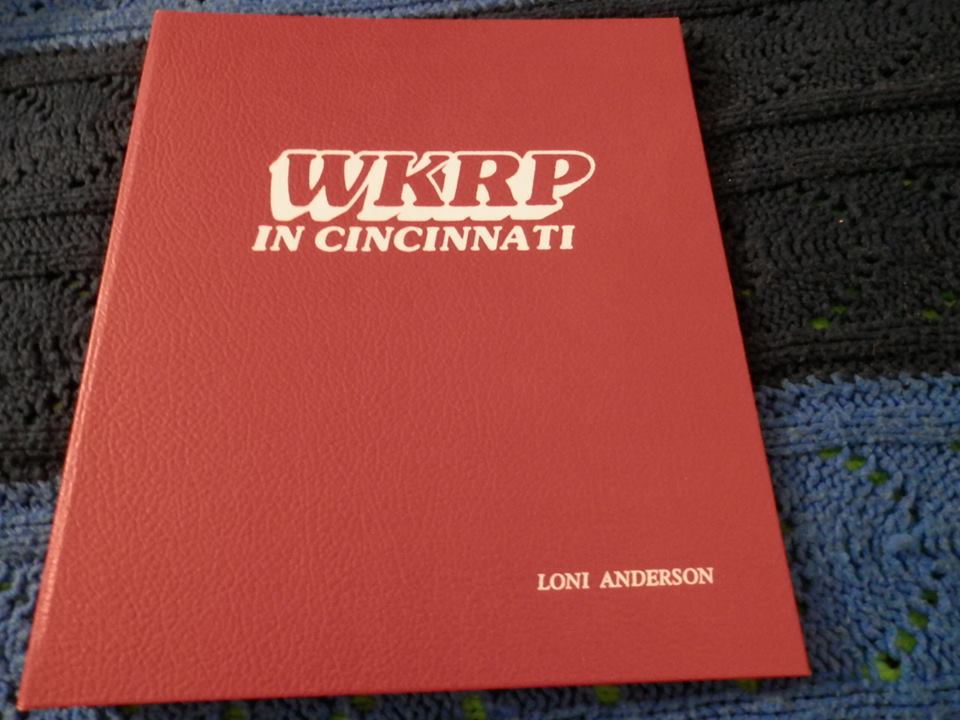 WKRP
IN CINCINNATI
LONI ANDERSON